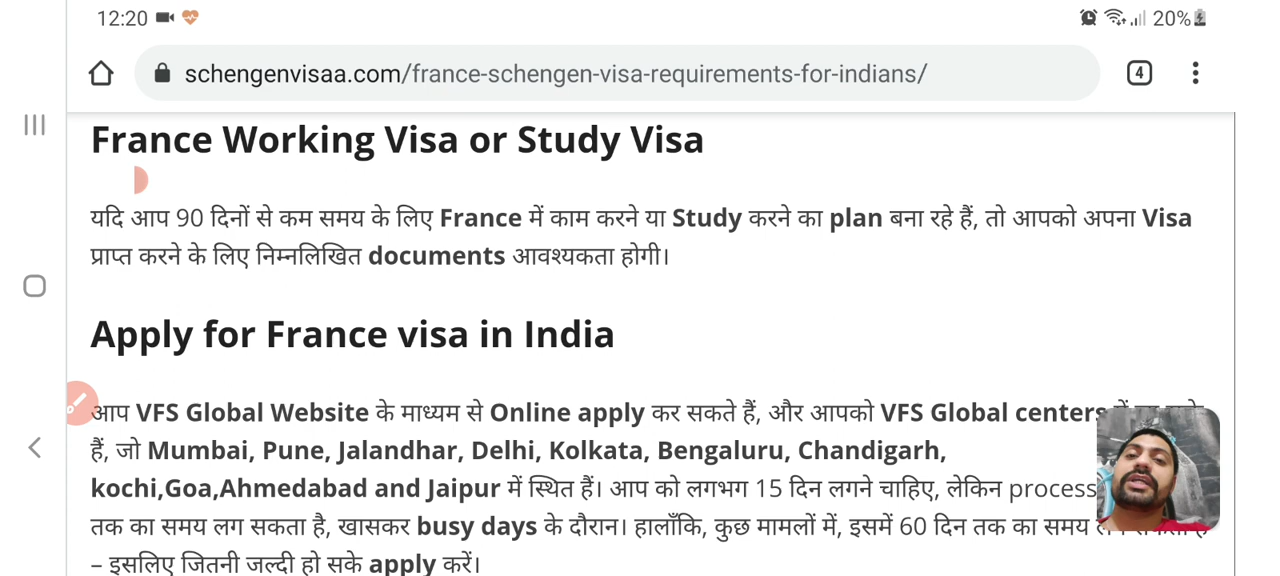 12:20
20%
schengenvisaa.com/france-schengen-visa-requirements-for-indians/
4
France Working Visa or Study Visa
यदि आप 90 दिनों से कम समय के लिए France में काम करने या Study करने का plan बना रहे हैं, तो आपको अपना Visa
प्राप्त करने के लिए निम्नलिखित documents आवश्यकता होगी।
Apply for France visa in India
आप VFS Global Website के माध्यम से Online apply कर सकते हैं, और आपको VFS Global centers
हैं, जो Mumbai, Pune, Jalandhar, Delhi, Kolkata, Bengaluru, Chandigarh,
kochi,Goa,Ahmedabad and Jaipur में स्थित हैं। आप को लगभग 15 दिन लगने चाहिए, लेकिन process
तक का समय लग सकता है, खासकर busy days के दौरान। हालाँकि, कुछ मामलों में, इसमें 60 दिन तक का समय
– इसलिए जितनी जल्दी हो सके apply करें।